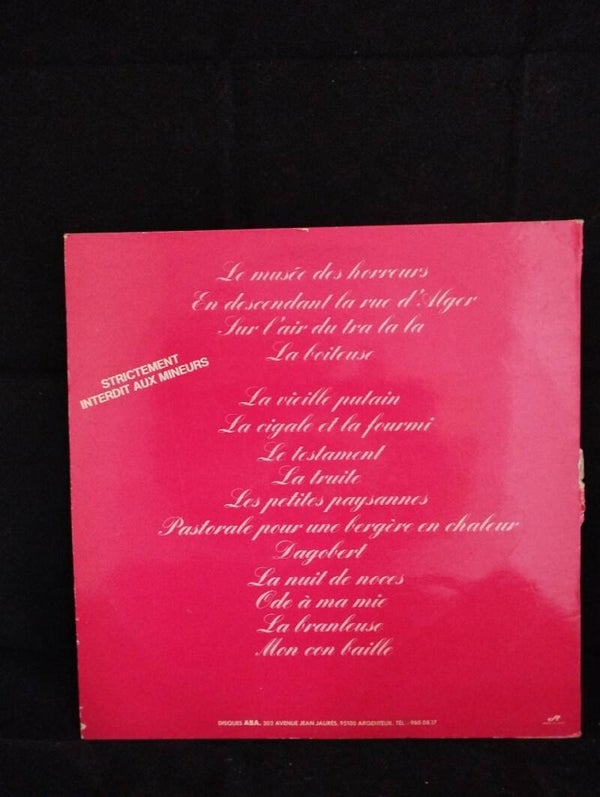 Le musée des horreurs
En descendant la rue d'Alger
Sur l'air du tra la la
La boiteuse
STRICTEMENT
INTERDIT AUX MINEURS
La vieille putain
La cigale et la fourmi
Le testament
La truite
Les petites paysannes
Pastorale pour une bergère en chaleur
Dagobert
La nuit de noces
Ode à ma mie
La branleuse
Mon con baille
DISQUES ABA. 302 AVENUE JEAN JAURÈS, 95100 ARGENTEUIL. TÉL. -